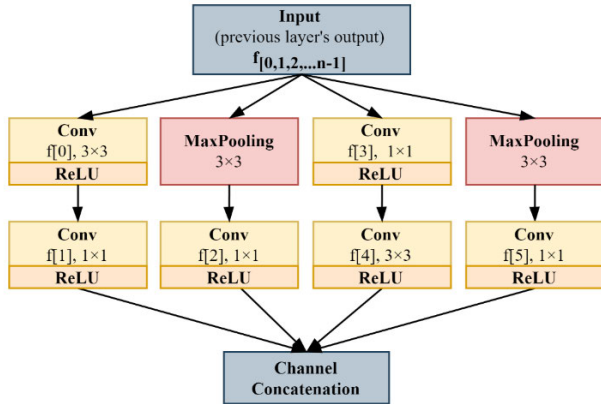 Input
(previous layer's output)
f[0,1,2,...n-1]
Conv
f[0], 3×3
ReLU
MaxPooling
3×3
Conv
f[3], 1×1
ReLU
MaxPooling
3×3
Conv
f[1], 1×1
ReLU
Conv
f[2], 1×1
ReLU
Conv
f[4], 3×3
ReLU
Conv
f[5], 1×1
ReLU
Channel
Concatenation